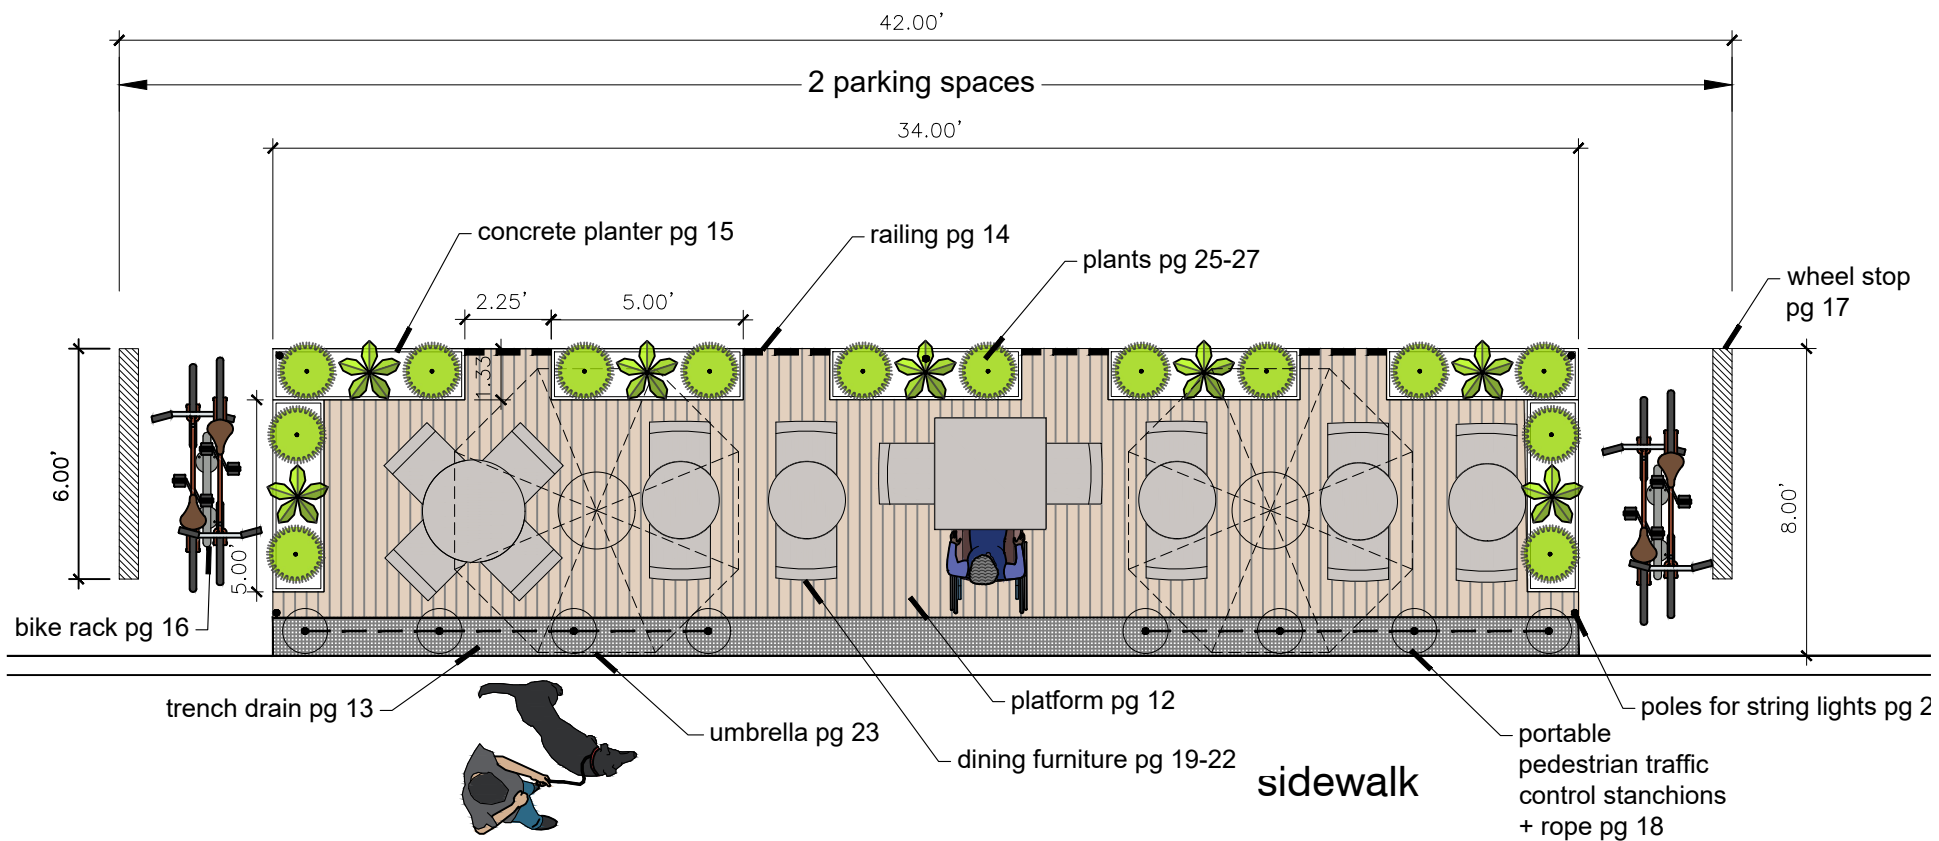 42.00'
2 parking spaces
34.00'
concrete planter pg 15
railing pg 14
plants pg 25-27
wheel stop
pg 17
2.25'
5.00'
1.33'
6.00'
5.00'
8.00'
bike rack pg 16
trench drain pg 13
umbrella pg 23
platform pg 12
dining furniture pg 19-22
sidewalk
poles for string lights pg 2
portable
pedestrian traffic
control stanchions
+ rope pg 18